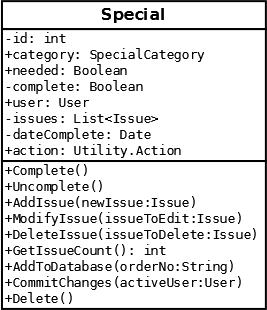 Special
-id: int
+category: SpecialCategory
+needed: Boolean
-complete: Boolean
+user: User
-issues: List<Issue>
-dateComplete: Date
+action: Utility.Action
+Complete()
+Uncomplete()
+AddIssue(newIssue:Issue)
+ModifyIssue(issueToEdit:Issue)
+DeleteIssue(issueToDelete:Issue)
+GetIssueCount(): int
+AddToDatabase(orderNo:String)
+CommitChanges(activeUser:User)
+Delete()